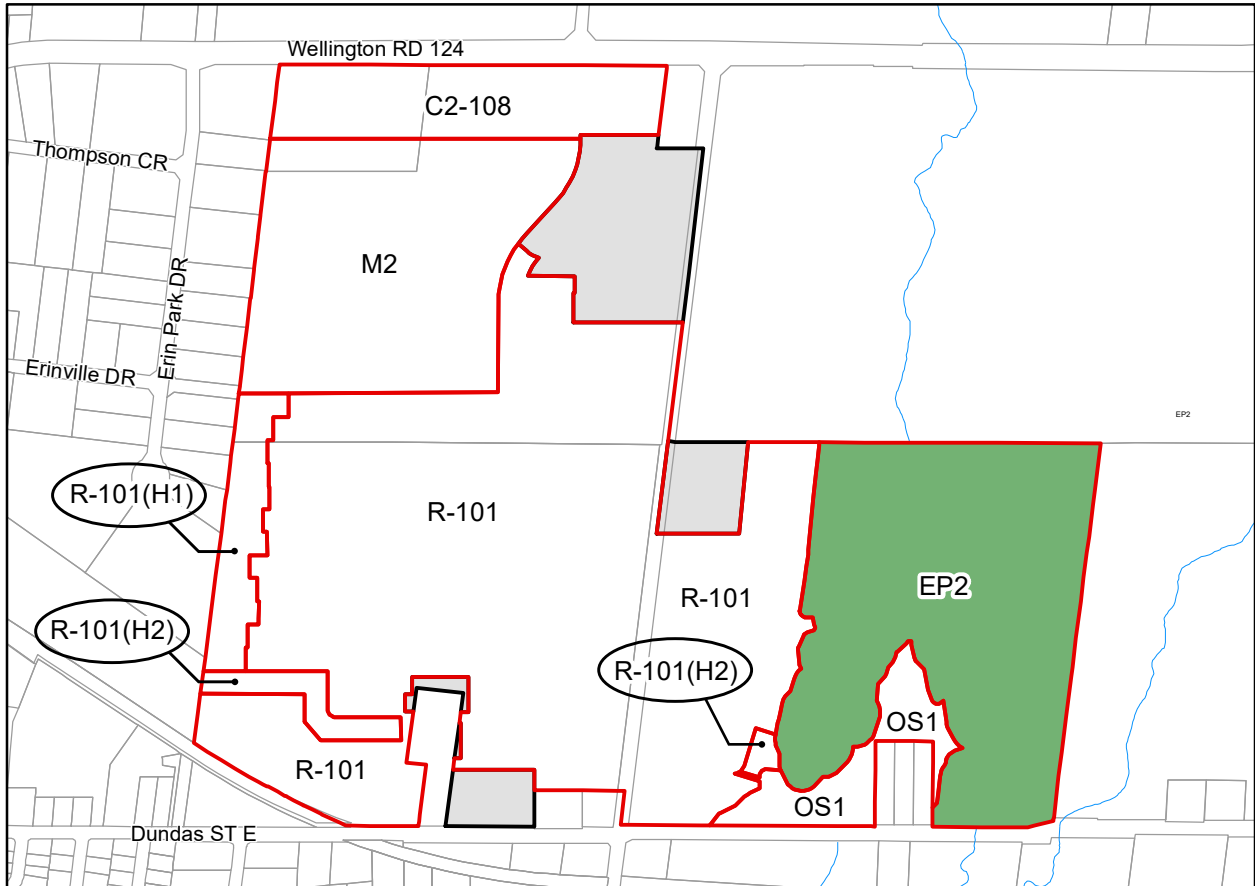 Wellington RD 124
C2-108
Thompson CR
M2
Erin Park DR
Erinville DR
EP2
R-101(H1)
R-101
EP2
R-101
R-101(H2)
R-101(H2)
OS1
R-101
OS1
Dundas ST E